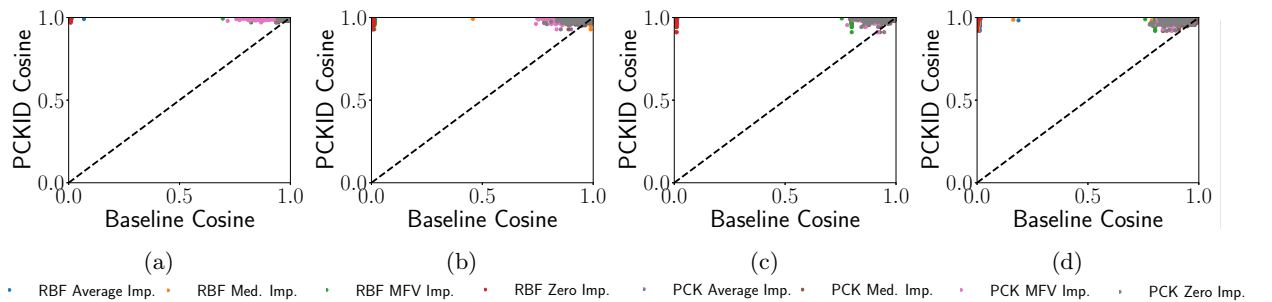 1.0
0.5
0.0
PCKID Cosine
0.0 0.5 1.0
Baseline Cosine
(a)
1.0
0.5
0.0
PCKID Cosine
0.0 0.5 1.0
Baseline Cosine
(b)
1.0
0.5
0.0
PCKID Cosine
0.0 0.5 1.0
Baseline Cosine
(c)
1.0
0.5
0.0
PCKID Cosine
0.0 0.5 1.0
Baseline Cosine
(d)
RBF Average Imp. RBF Med. Imp. RBF MFV Imp. RBF Zero Imp. PCK Average Imp. PCK Med. Imp. PCK MFV Imp. PCK Zero Imp.